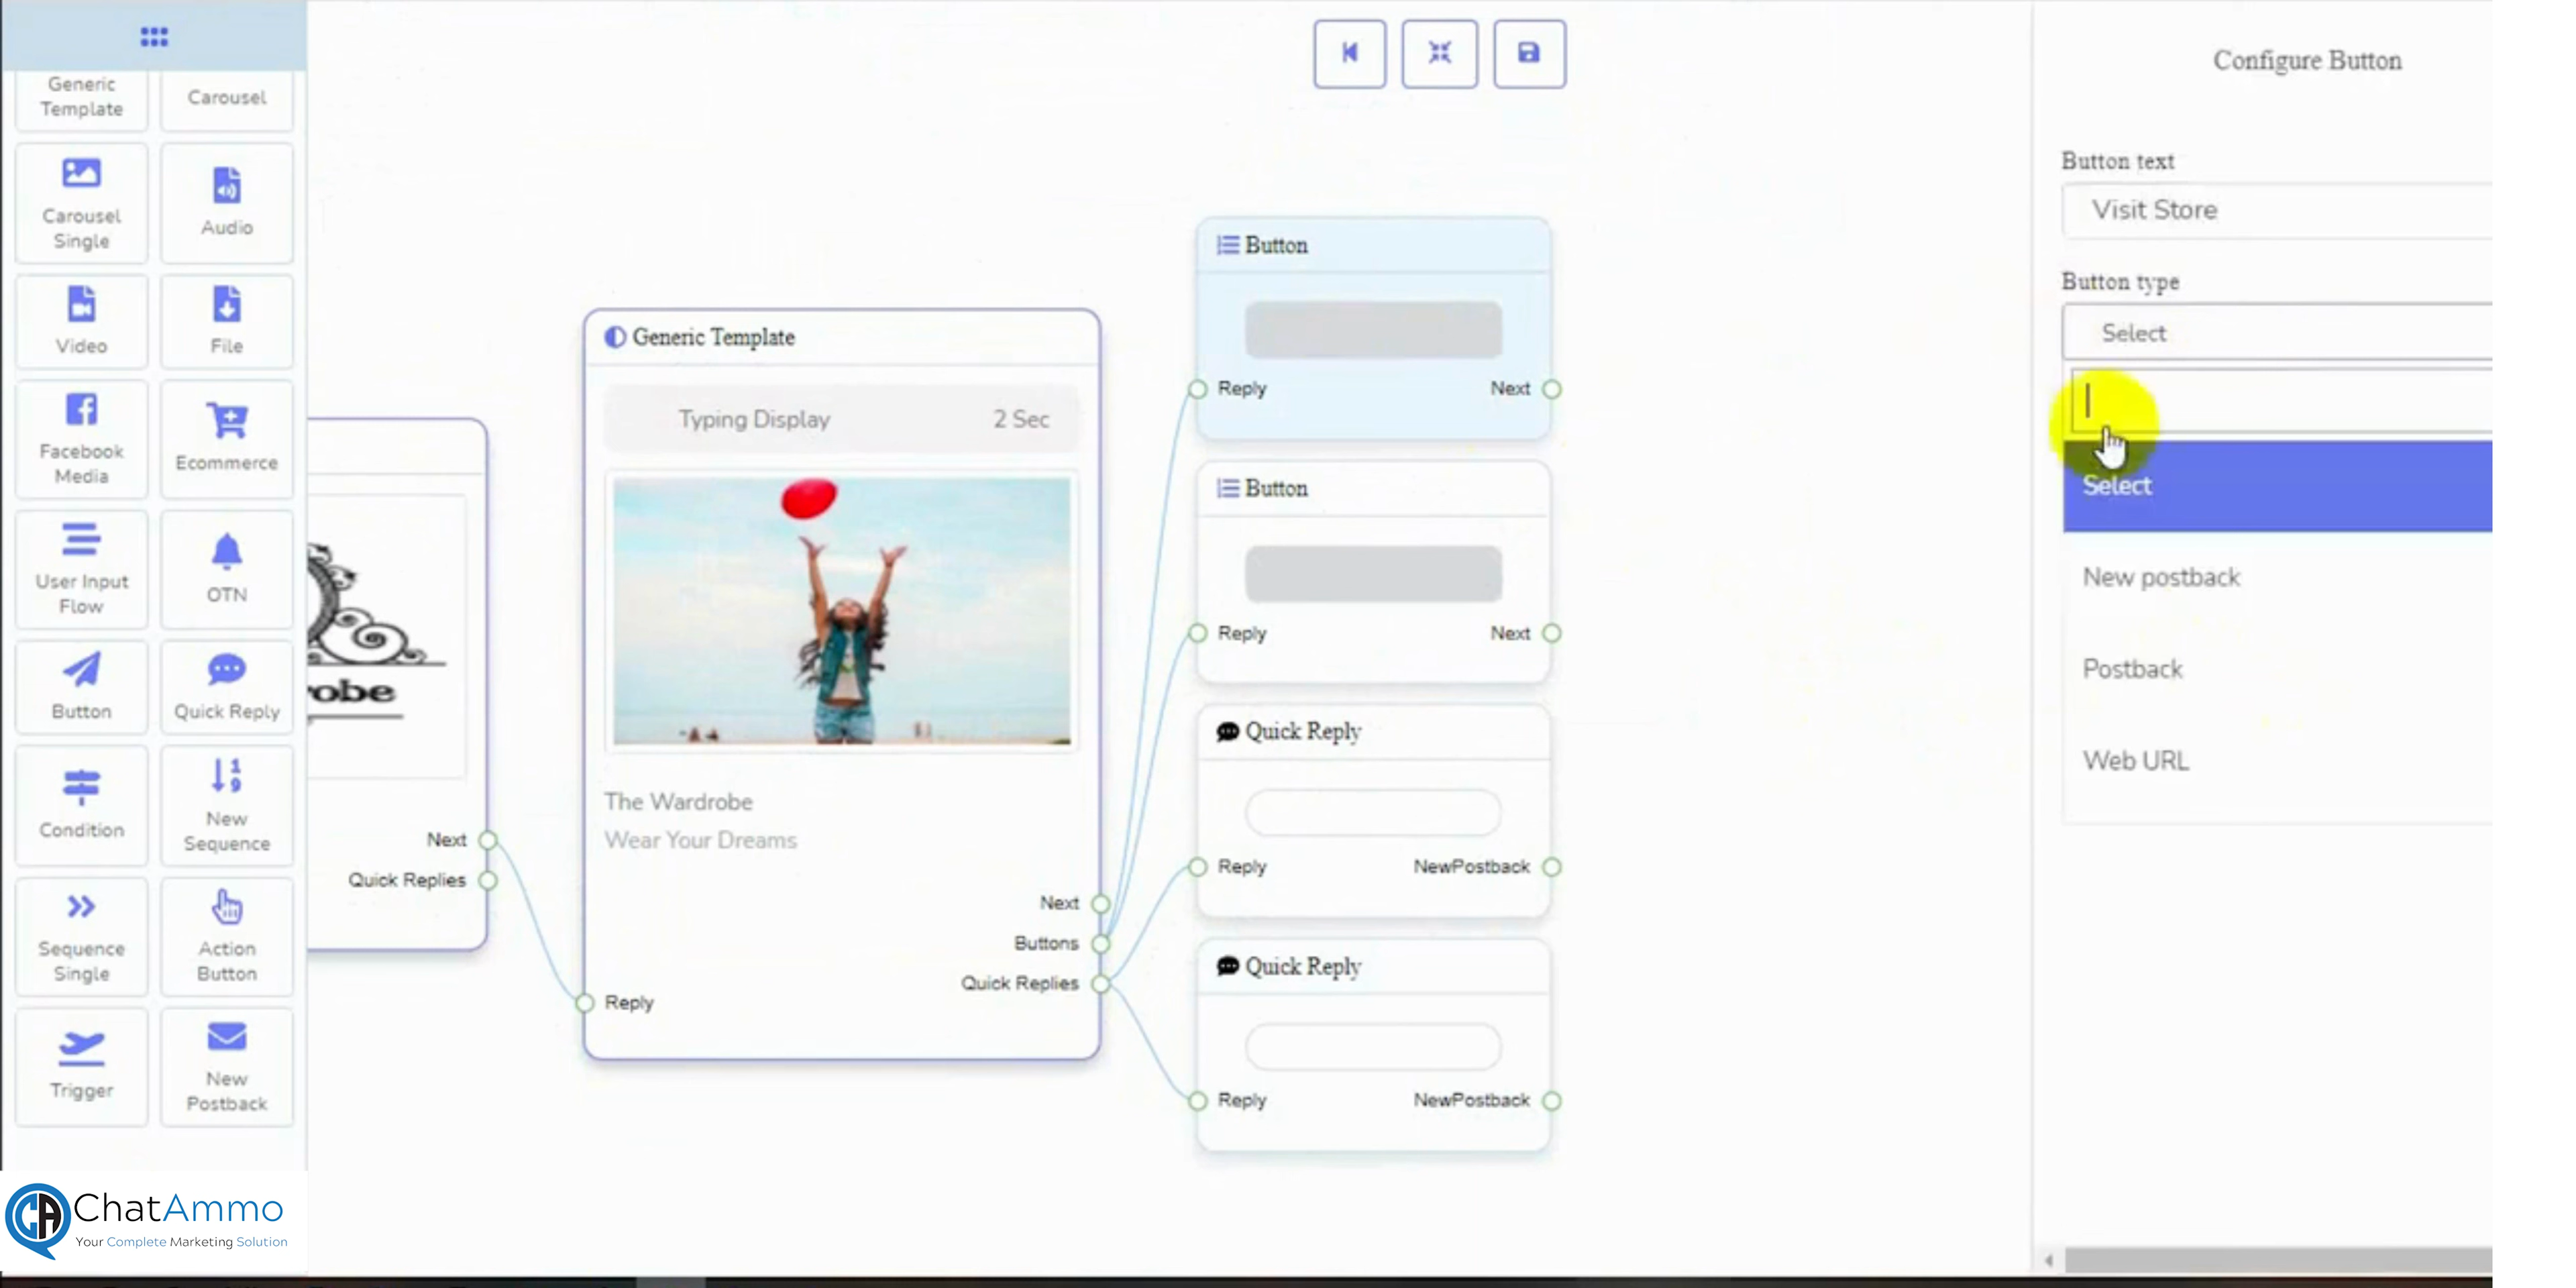 Generic
Template
Carousel
Carousel
Single
Audio
Video
File
Facebook
Media
Ecommerce
User Input
Flow
OTN
Button
Quick Reply
Condition
New
Sequence
Sequence
Single
Action
Button
Trigger
New
Postback
ChatAmmo
Your Complete Marketing Solution
robe
Next
Quick Replies
Generic Template
Typing Display 2 Sec
The Wardrobe
Wear Your Dreams
Next
Buttons
Quick Replies
Reply
Button
Reply Next
Button
Reply Next
Quick Reply
Reply NewPostback
Quick Reply
Reply NewPostback
Configure Button
Button text
Visit Store
Button type
Select
Select
New postback
Postback
Web URL